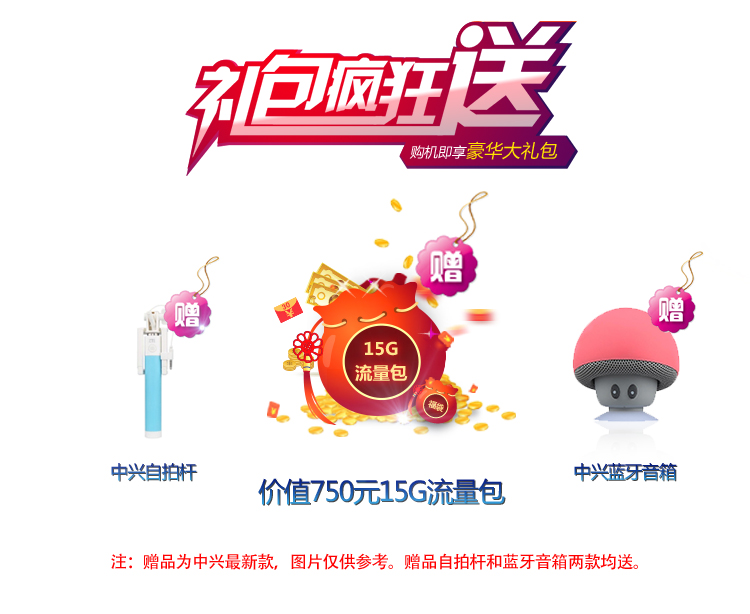 礼包疯狂送
购机即享豪华大礼包
赠
赠
赠
15G
流量包
福袋
中兴自拍杆
价值750元15G流量包
中兴蓝牙音箱
注：赠品为中兴最新款，图片仅供参考。赠品自拍杆和蓝牙音箱两款均送。